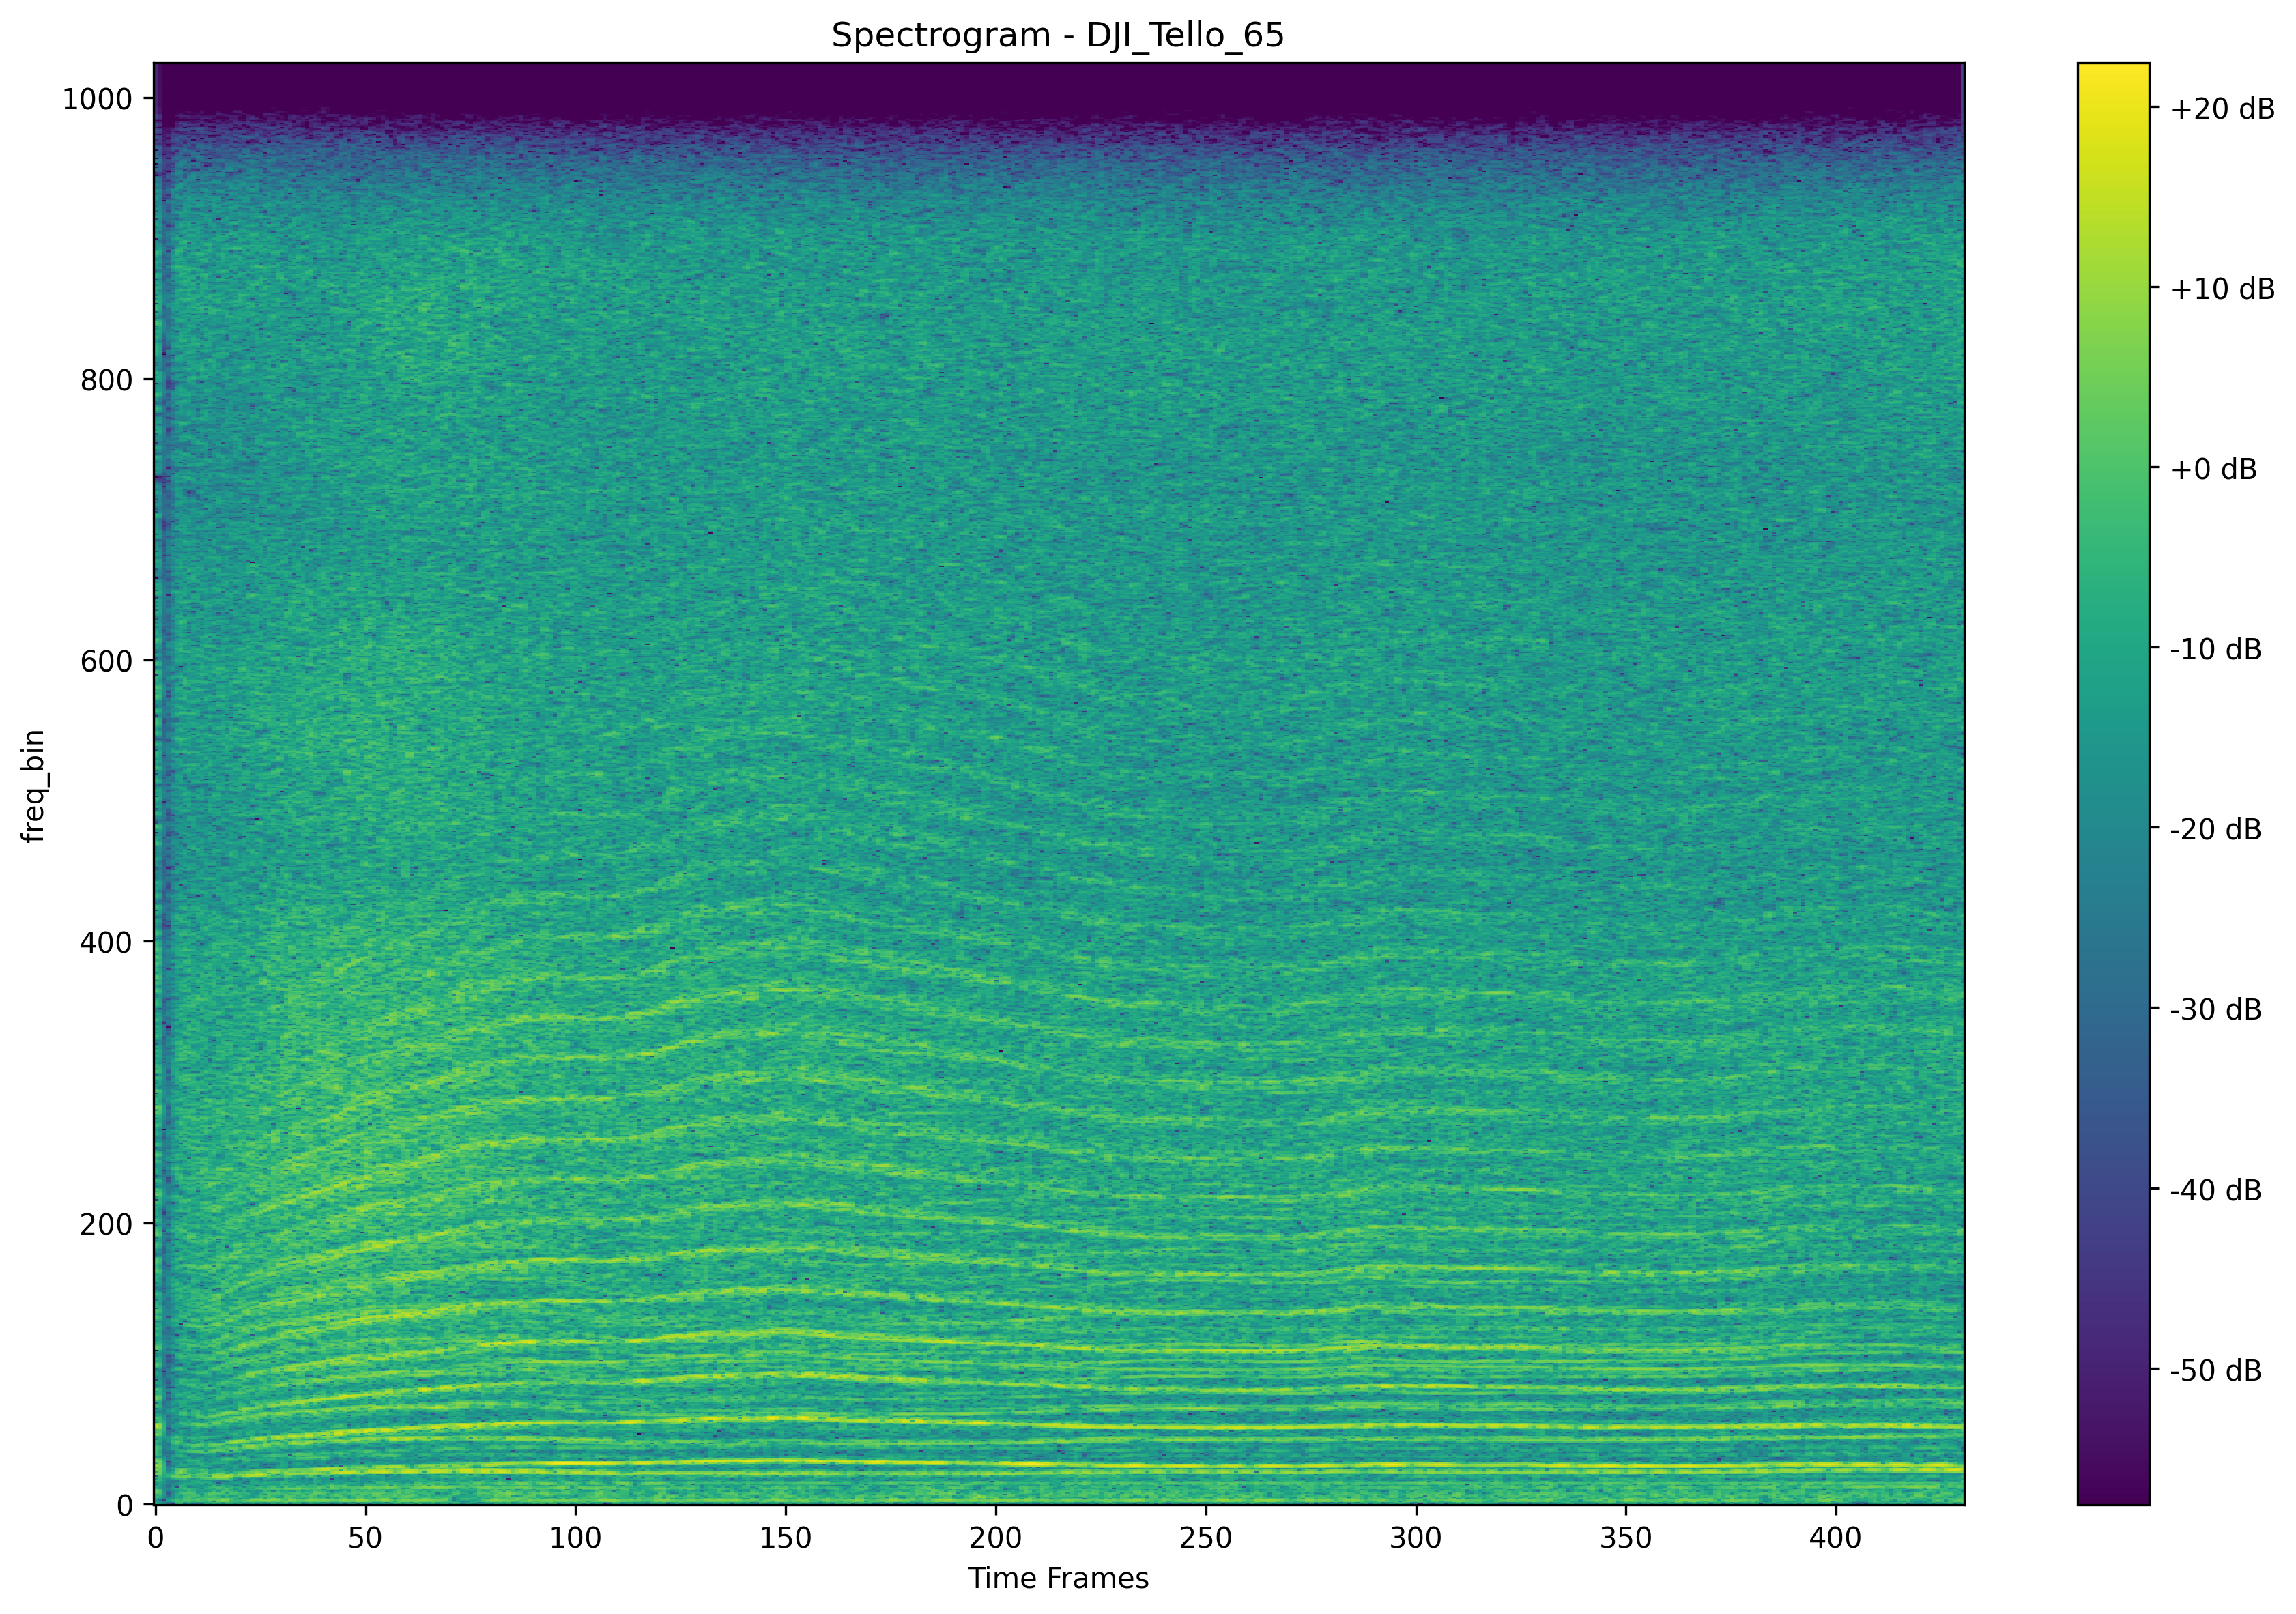 Spectrogram - DJI_Tello_65
1000
800
600
400
200
0
freq_bin
0 50 100 150 200 250 300 350 400
Time Frames
+20 dB
+10 dB
+0 dB
-10 dB
-20 dB
-30 dB
-40 dB
-50 dB